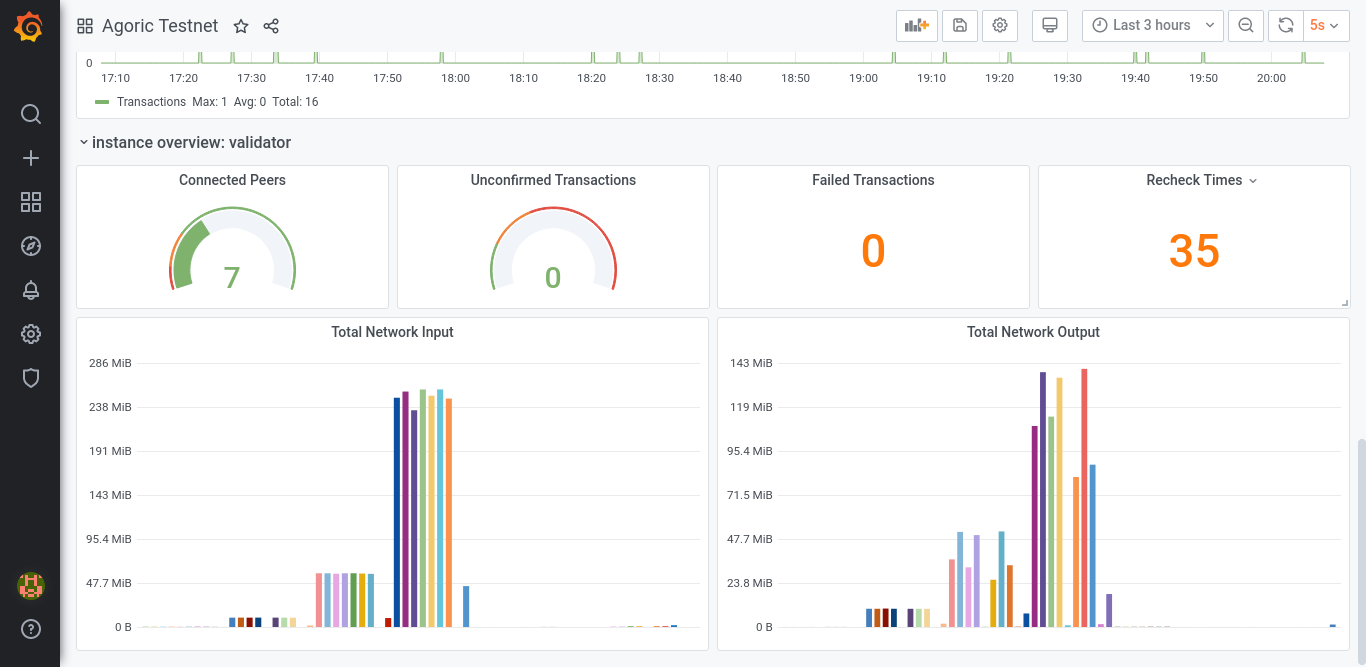 Agoric Testnet
Last 3 hours
5s
0
17:10 17:20 17:30 17:40 17:50 18:00 18:10 18:20 18:30 18:40 18:50 19:00 19:10 19:20 19:30 19:40 19:50 20:00
Transactions Max: 1 Avg: 0 Total: 16
instance overview: validator
Connected Peers
7
Unconfirmed Transactions
0
Failed Transactions
0
Recheck Times
35
Total Network Input
286 MiB
238 MiB
191 MiB
143 MiB
95.4 MiB
47.7 MiB
0 B
Total Network Output
143 MiB
119 MiB
95.4 MiB
71.5 MiB
47.7 MiB
23.8 MiB
0 B